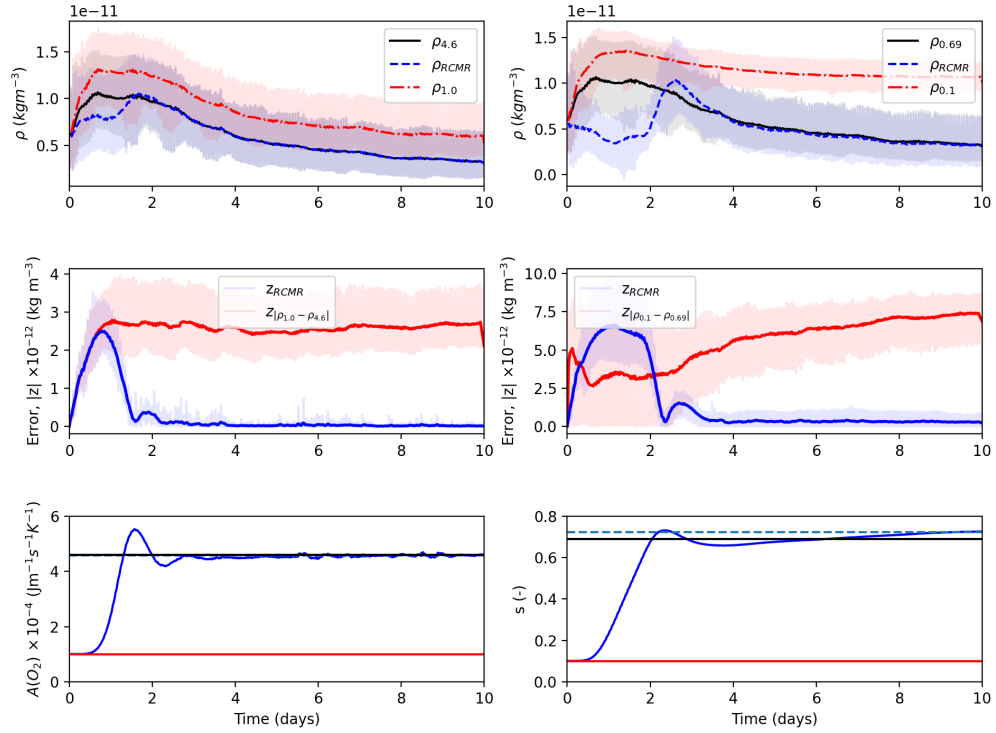 1e−11
ρ (kgm⁻³)
1.5
1.0
0.5
ρ₄.₆
ρ_RCMR
ρ₁.₀
0 2 4 6 8 10
1e−11
ρ (kgm⁻³)
1.5
1.0
0.5
0.0
ρ₀.₆₉
ρ_RCMR
ρ₀.₁
0 2 4 6 8 10
Error, |z| ×10⁻¹² (kg m⁻³)
4
3
2
1
0
z_RCMR
z_|ρ₁.₀ − ρ₄.₆|
0 2 4 6 8 10
Error, |z| ×10⁻¹² (kg m⁻³)
10.0
7.5
5.0
2.5
0.0
z_RCMR
z_|ρ₀.₁ − ρ₀.₆₉|
0 2 4 6 8 10
A(O₂) ×10⁻⁴ (Jm⁻¹s⁻¹K⁻¹)
6
4
2
0
0 2 4 6 8 10
Time (days)
s (-)
0.8
0.6
0.4
0.2
0.0
0 2 4 6 8 10
Time (days)